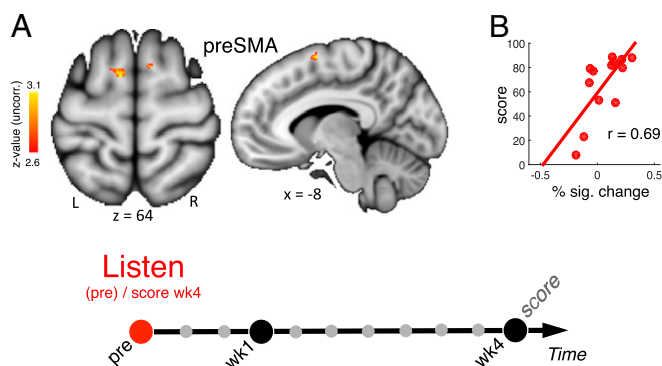 A
preSMA
z-value (uncorr.)
3.1
2.6
L
R
z = 64
x = -8
B
score
100
80
60
40
20
0
r = 0.69
-0.5
0
0.5
% sig. change
Listen
(pre) / score wk4
pre
wk1
wk4
score
Time